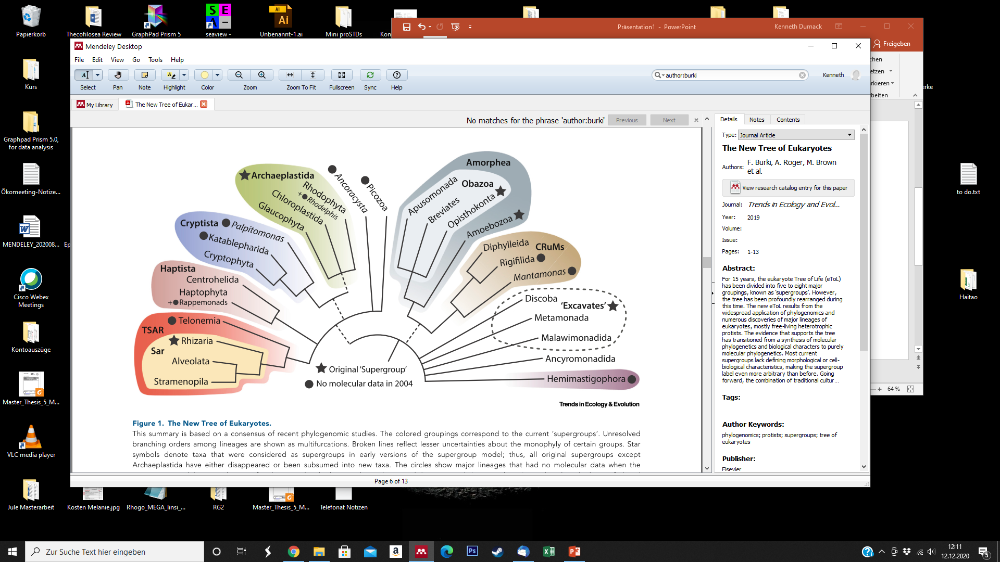 Papierkorb
Thecofilosea Review
GraphPad Prism 5
seaview -
Unbenannt-1.ai
Mini proSTDs
Kon
Präsentation1 - PowerPoint
Kenneth Dumack
Freigeben
Mendeley Desktop
File Edit View Go Tools Help
Select Pan Note Highlight Color Zoom Zoom To Fit Fullscreen Sync Help
author:burki
Kenneth
My Library
The New Tree of Eukar...
No matches for the phrase 'author:burki' Previous Next
Kurs
Graphpad Prism 5.0,
for data analysis
Ökomeeting-Notize...
MENDELEY_202008...
Ep
Cisco Webex
Meetings
Kontoauszüge
Master_Thesis_5_M...
VLC media player
Jule Masterarbeit
Kosten Melanie.jpg
Rhogo_MEGA_linsi_...
RG2
Master_Thesis_5_M...
Telefonat Notizen
to do.txt
Haitao
chen
etzen
rkieren
beiten
erke
64 %
Archaeplastida
Rhodophyta
+ Rhodelphis
Chloroplastida
Glaucophyta
Ancoracysta
Picozoa
Amorphea
Obazoa
Apusomonada
Breviates
Opisthokonta
Amoebozoa
Cryptista
Palpitomonas
Katablepharida
Cryptophyta
Diphylleida
CRuMs
Rigifilida
Mantamonas
Haptista
Centrohelida
Haptophyta
+ Rappemonads
Discoba
'Excavates'
Metamonada
Malawimonadida
Ancyromonadida
Hemimastigophora
Telonemia
TSAR
Rhizaria
Sar
Alveolata
Stramenopila
Original 'Supergroup'
No molecular data in 2004
Trends in Ecology & Evolution
Figure 1. The New Tree of Eukaryotes.
This summary is based on a consensus of recent phylogenomic studies. The colored groupings correspond to the current 'supergroups'. Unresolved
branching orders among lineages are shown as multifurcations. Broken lines reflect lesser uncertainties about the monophyly of certain groups. Star
symbols denote taxa that were considered as supergroups in early versions of the supergroup model; thus, all original supergroups except
Archaeplastida have either disappeared or been subsumed into new taxa. The circles show major lineages that had no molecular data when the
Page 6 of 13
Details Notes Contents
Type: Journal Article
The New Tree of Eukaryotes
Authors: F. Burki, A. Roger, M. Brown
et al.
View research catalog entry for this paper
Journal: Trends in Ecology and Evol...
Year: 2019
Volume:
Issue:
Pages: 1-13
Abstract:
For 15 years, the eukaryote Tree of Life (eToL)
has been divided into five to eight major
groupings, known as 'supergroups'. However,
the tree has been profoundly rearranged during
this time. The new eToL results from the
widespread application of phylogenomics and
numerous discoveries of major lineages of
eukaryotes, mostly free-living heterotrophic
protists. The evidence that supports the tree
has transitioned from a synthesis of molecular
phylogenetics and biological characters to purely
molecular phylogenetics. Most current
supergroups lack defining morphological or cell-
biological characteristics, making the supergroup
label even more arbitrary than before. Going
forward, the combination of traditional cultur...
Tags:
Author Keywords:
phylogenomics; protists; supergroups; tree of
eukaryotes
Publisher:
Elsevier
Zur Suche Text hier eingeben
12:11
12.12.2020
5